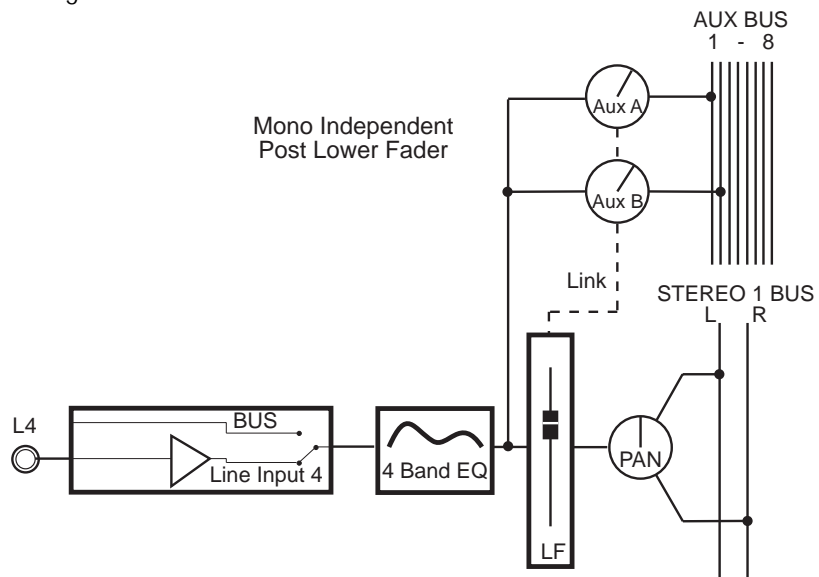 AUX BUS
1 - 8
Aux A
Mono Independent
Post Lower Fader
Aux B
Link
STEREO 1 BUS
L R
L4
BUS
Line Input 4
4 Band EQ
PAN
LF